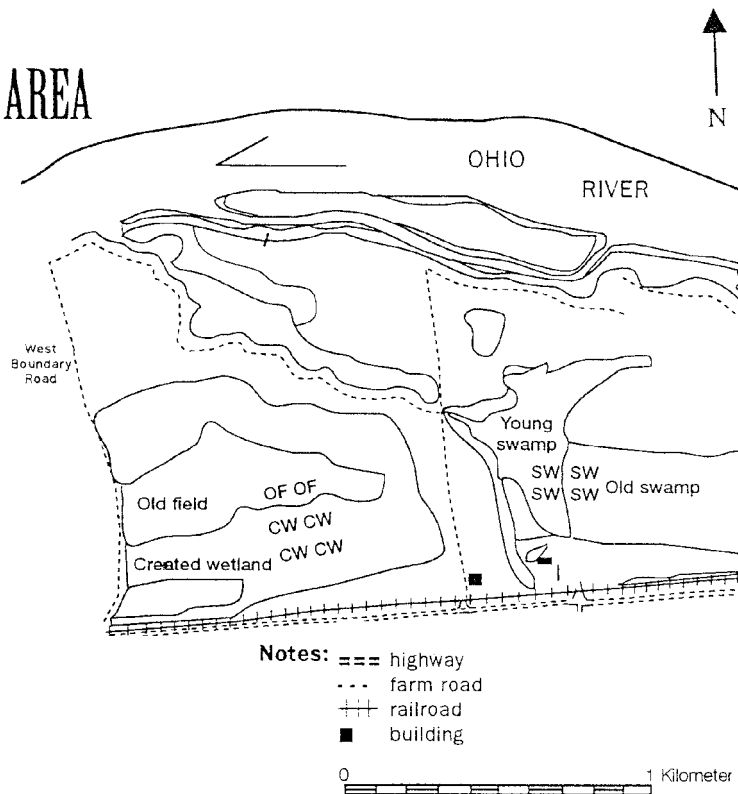 AREA
N
OHIO
RIVER
West
Boundary
Road
Young
swamp
SW SW
SW SW
Old swamp
Old field
OF OF
CW CW
CW CW
Created wetland
Notes:
highway
farm road
railroad
building
0 1 Kilometer